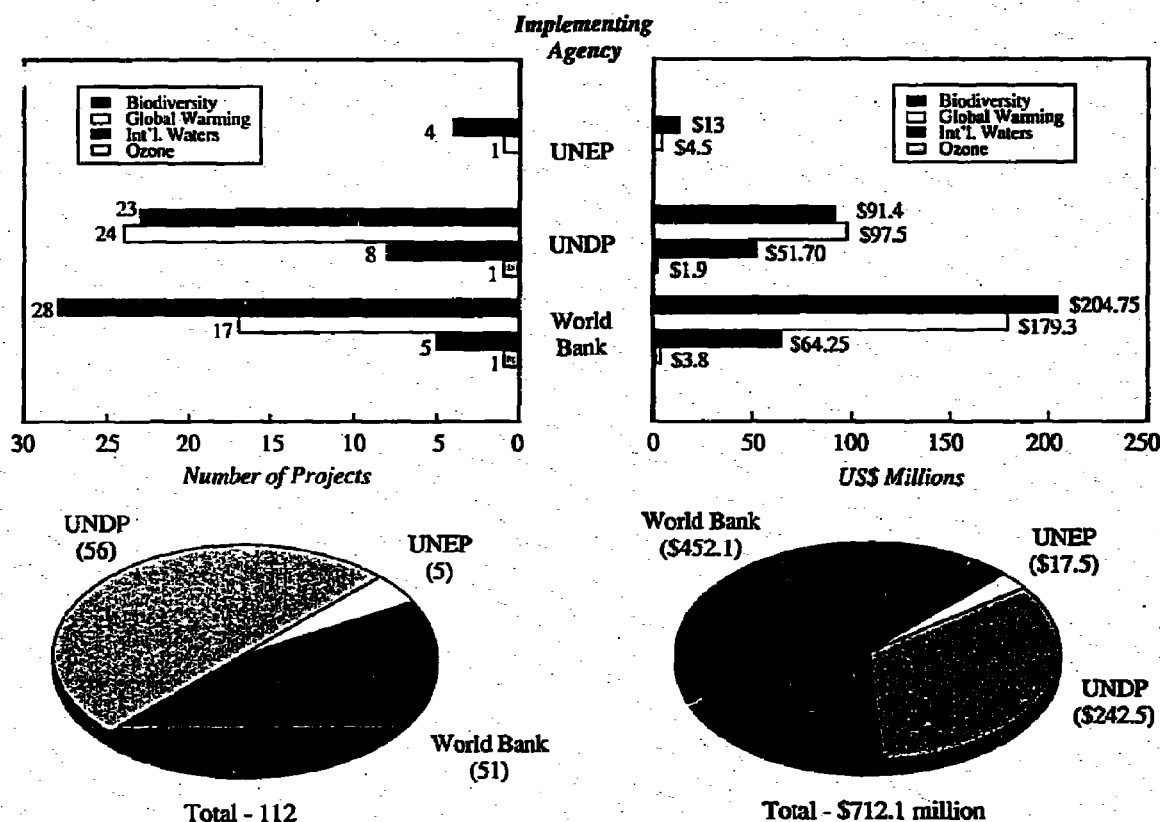 Implementing
Agency
Biodiversity
Global Warming
Int'l. Waters
Ozone
4
1
23
24
8
1
28
17
5
1
30 25 20 15 10 5 0
Number of Projects
UNEP
UNDP
World
Bank
Biodiversity
Global Warming
Int'l. Waters
Ozone
$13
$4.5
$91.4
$97.5
$51.70
$1.9
$204.75
$179.3
$64.25
$3.8
0 50 100 150 200 250
US$ Millions
UNDP
(56)
UNEP
(5)
World Bank
(51)
Total - 112
World Bank
($452.1)
UNEP
($17.5)
UNDP
($242.5)
Total - $712.1 million